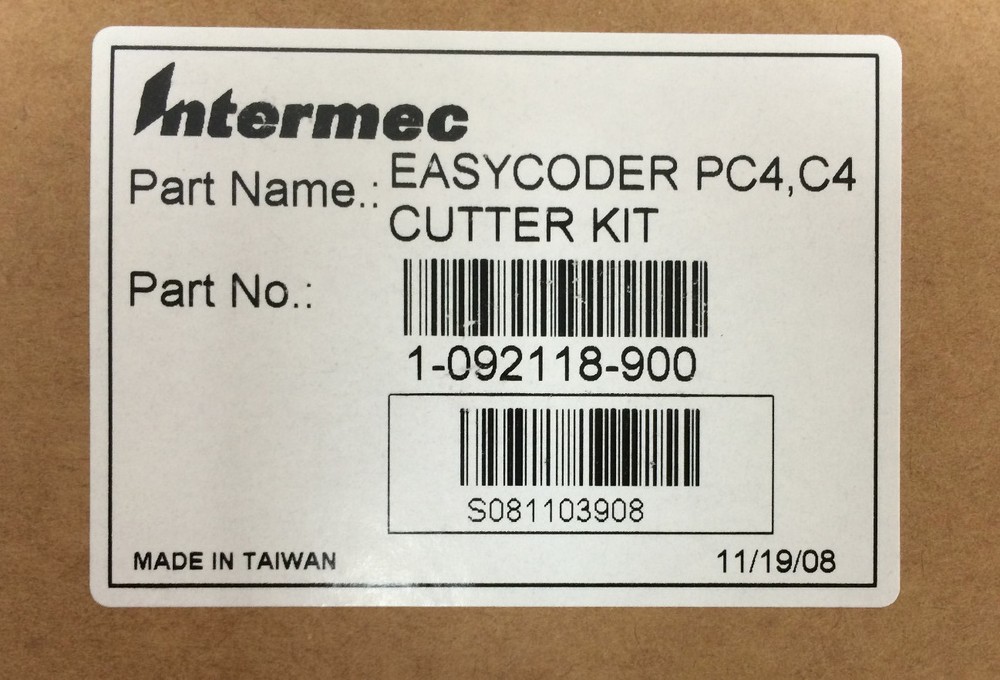 Intermec
Part Name.: EASYCODER PC4,C4
CUTTER KIT
Part No.:
1-092118-900
S081103908
MADE IN TAIWAN 11/19/08